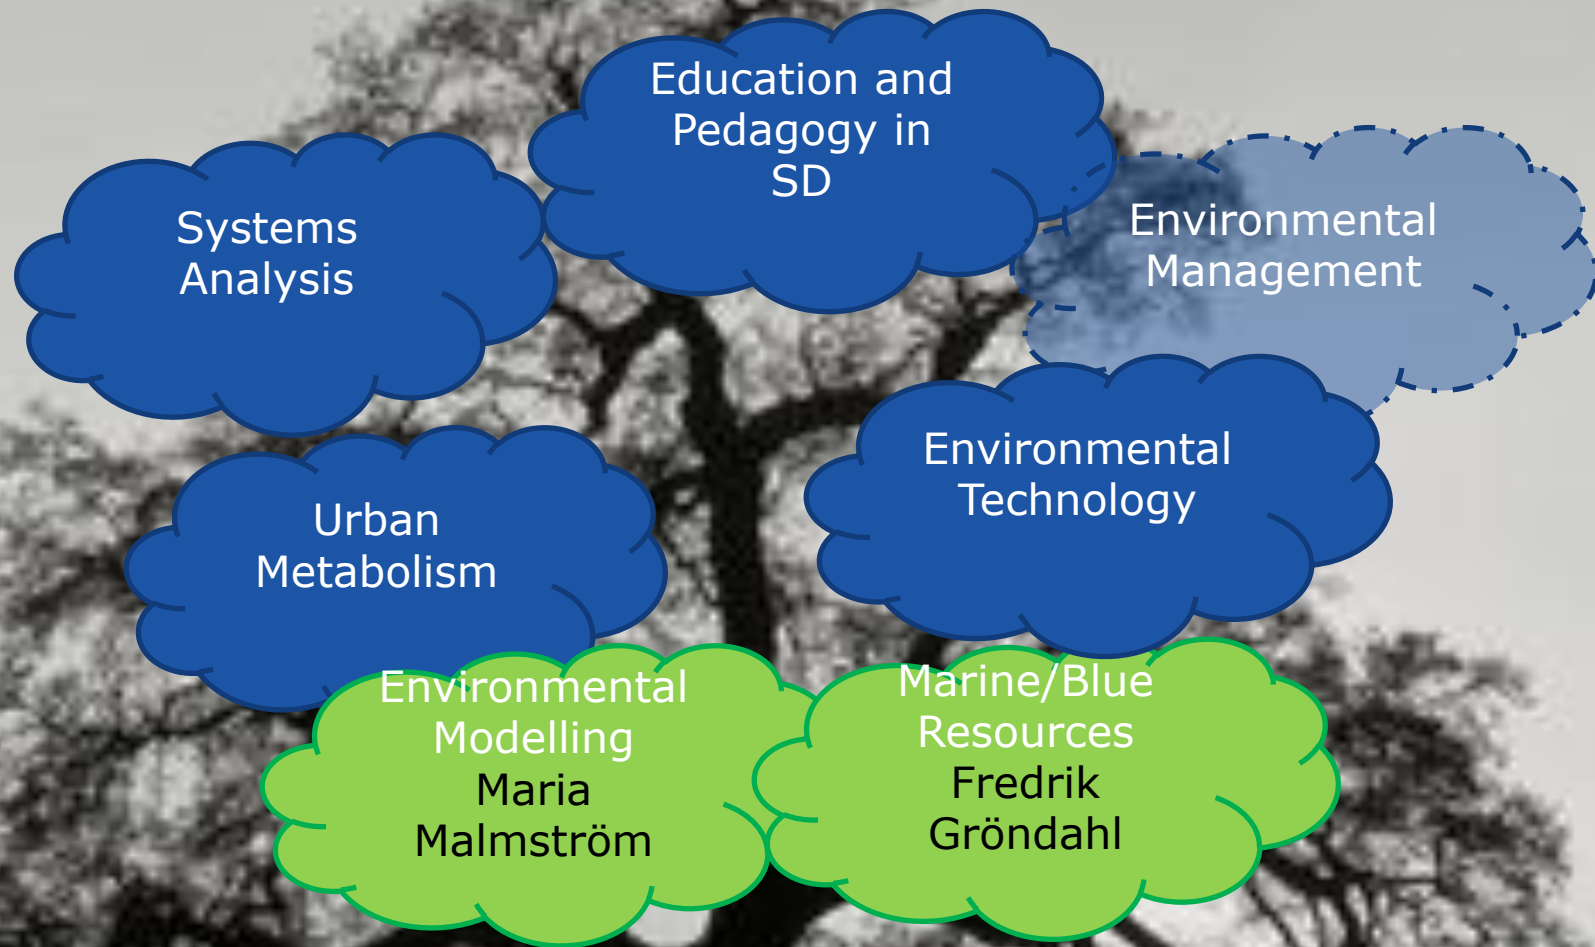 Education and
Pedagogy in
SD
Systems
Analysis
Environmental
Management
Environmental
Technology
Urban
Metabolism
Environmental
Modelling
Maria
Malmström
Marine/Blue
Resources
Fredrik
Gröndahl